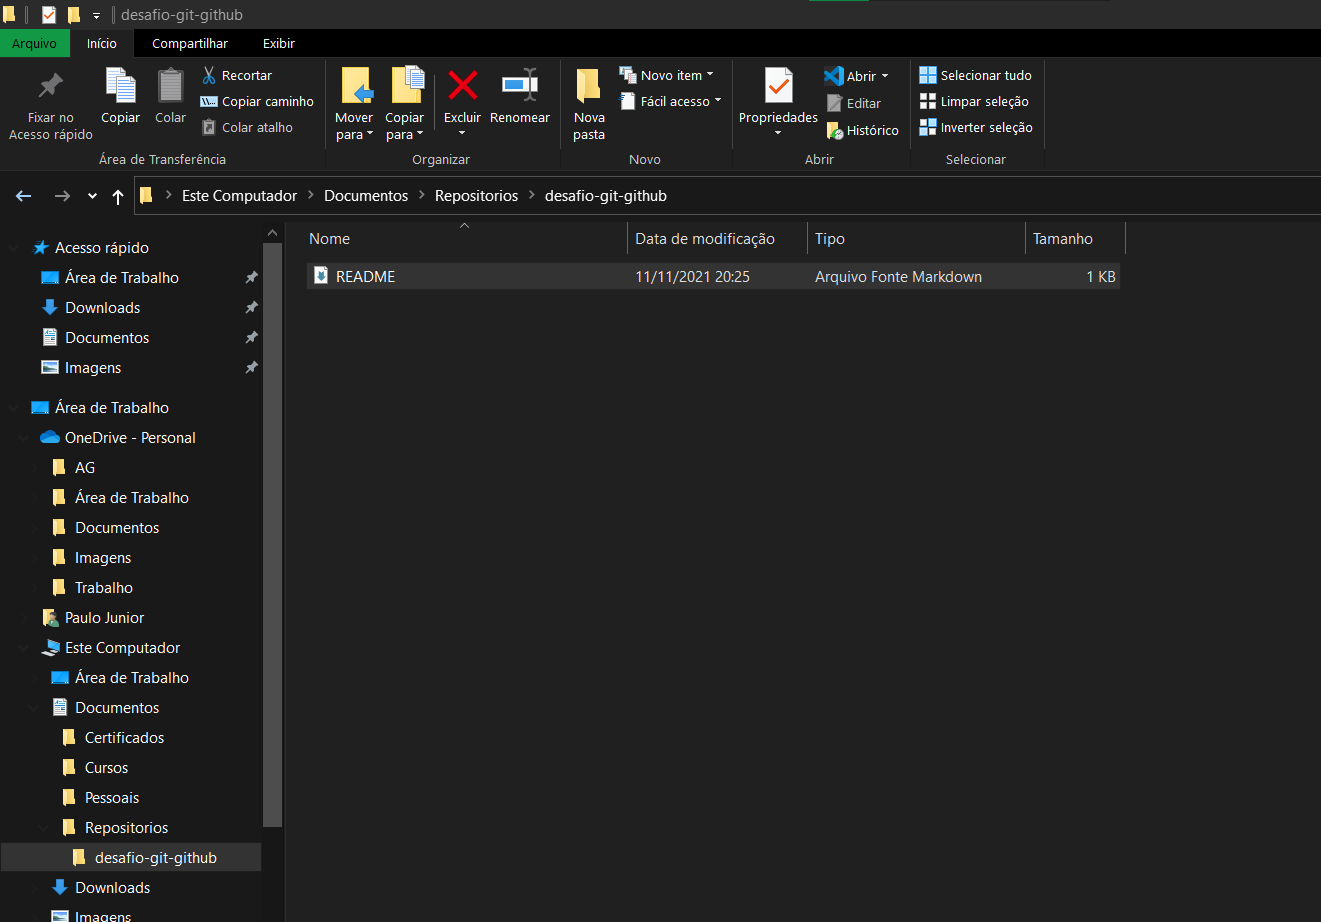 desafio-git-github
Arquivo Início Compartilhar Exibir
Fixar no Acesso rápido
Copiar
Colar
Recortar
Copiar caminho
Colar atalho
Área de Transferência
Mover para
Copiar para
Excluir
Renomear
Organizar
Nova pasta
Novo item
Fácil acesso
Novo
Propriedades
Abrir
Editar
Histórico
Abrir
Selecionar tudo
Limpar seleção
Inverter seleção
Selecionar
Este Computador > Documentos > Repositorios > desafio-git-github
Acesso rápido
Área de Trabalho
Downloads
Documentos
Imagens
Área de Trabalho
OneDrive - Personal
AG
Área de Trabalho
Documentos
Imagens
Trabalho
Paulo Junior
Este Computador
Área de Trabalho
Documentos
Certificados
Cursos
Pessoais
Repositorios
desafio-git-github
Downloads
Imagens
Nome Data de modificação Tipo Tamanho
README 11/11/2021 20:25 Arquivo Fonte Markdown 1 KB